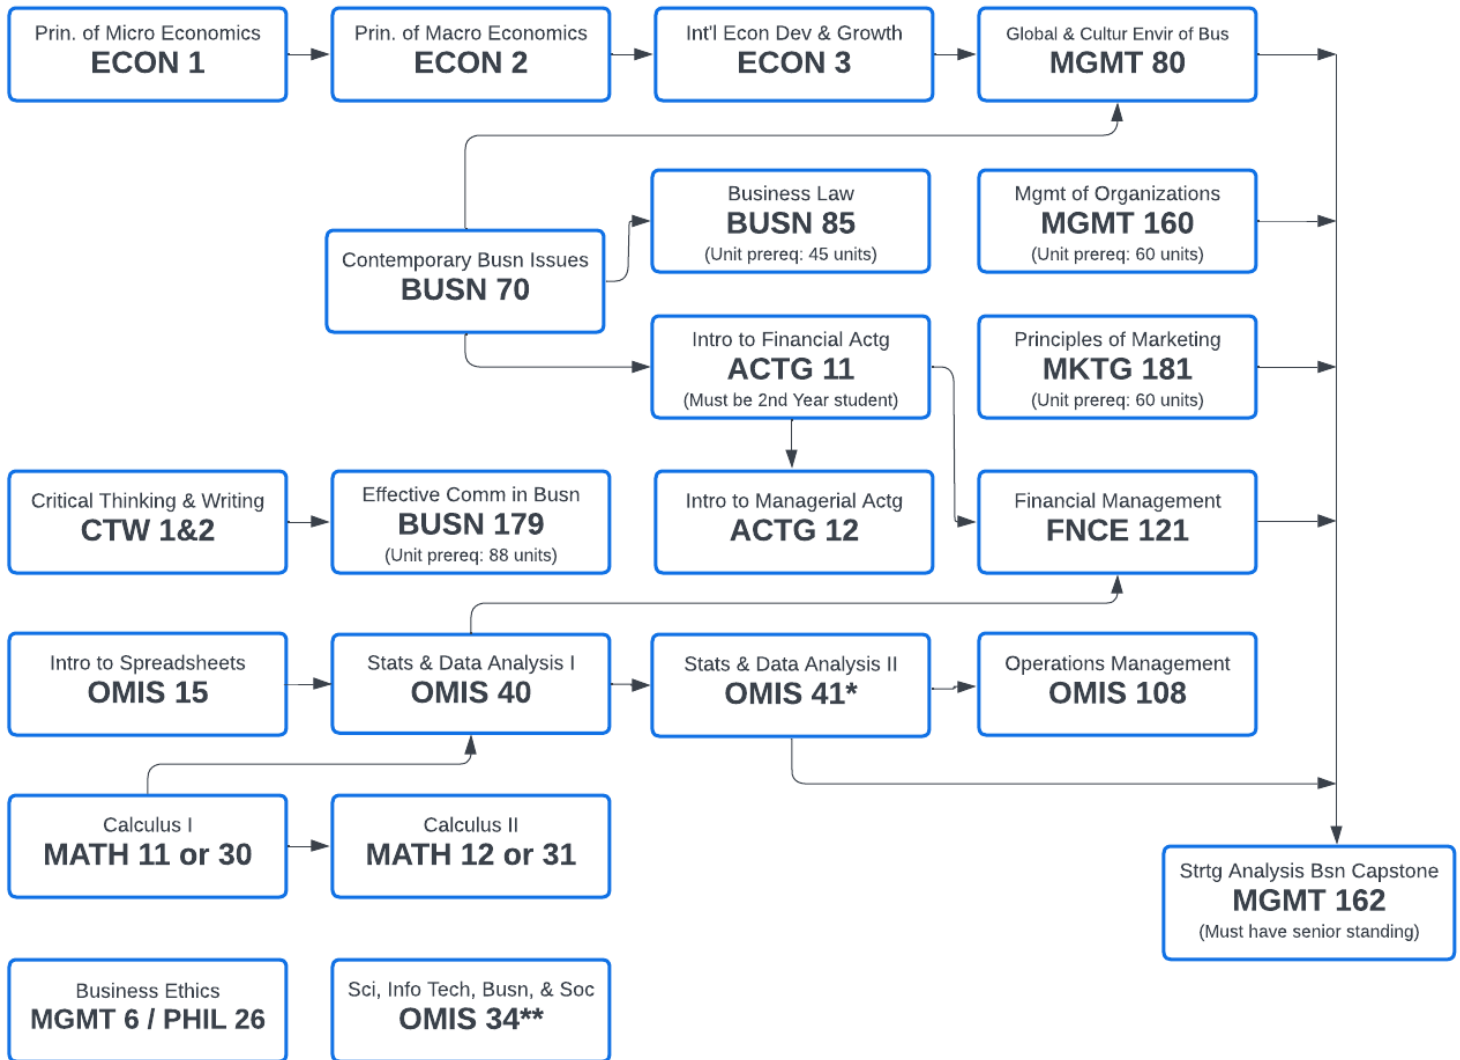 Prin. of Micro Economics
ECON 1
Prin. of Macro Economics
ECON 2
Int'l Econ Dev & Growth
ECON 3
Global & Cultur Envir of Bus
MGMT 80
Business Law
BUSN 85
(Unit prereq: 45 units)
Mgmt of Organizations
MGMT 160
(Unit prereq: 60 units)
Contemporary Busn Issues
BUSN 70
Intro to Financial Actg
ACTG 11
(Must be 2nd Year student)
Principles of Marketing
MKTG 181
(Unit prereq: 60 units)
Critical Thinking & Writing
CTW 1&2
Effective Comm in Busn
BUSN 179
(Unit prereq: 88 units)
Intro to Managerial Actg
ACTG 12
Financial Management
FNCE 121
Intro to Spreadsheets
OMIS 15
Stats & Data Analysis I
OMIS 40
Stats & Data Analysis II
OMIS 41*
Operations Management
OMIS 108
Calculus I
MATH 11 or 30
Calculus II
MATH 12 or 31
Strtg Analysis Bsn Capstone
MGMT 162
(Must have senior standing)
Business Ethics
MGMT 6 / PHIL 26
Sci, Info Tech, Busn, & Soc
OMIS 34**